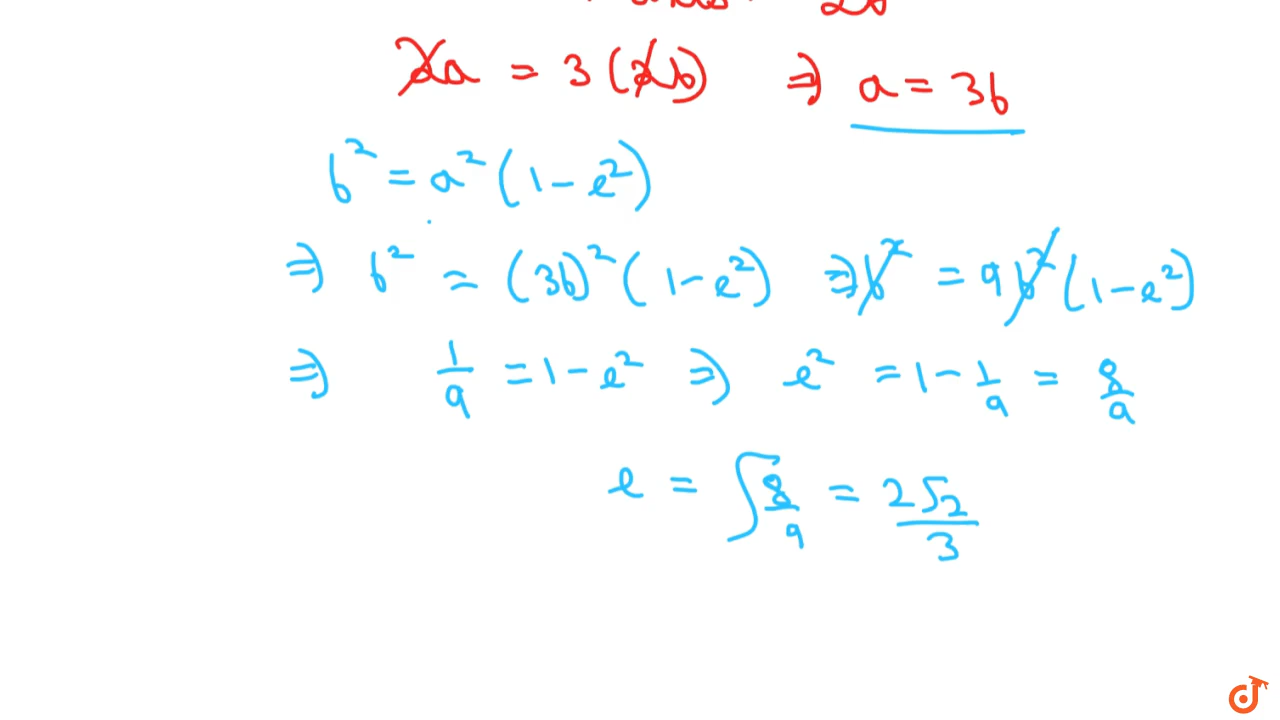 2a = 3(2b) ⇒ a = 3b
b² = a²(1 - e²)
⇒ b² = (3b)²(1 - e²) ⇒ b² = 9b²(1 - e²)
⇒ 1/9 = 1 - e² ⇒ e² = 1 - 1/9 = 8/9
e = √8/9 = 2√2/3